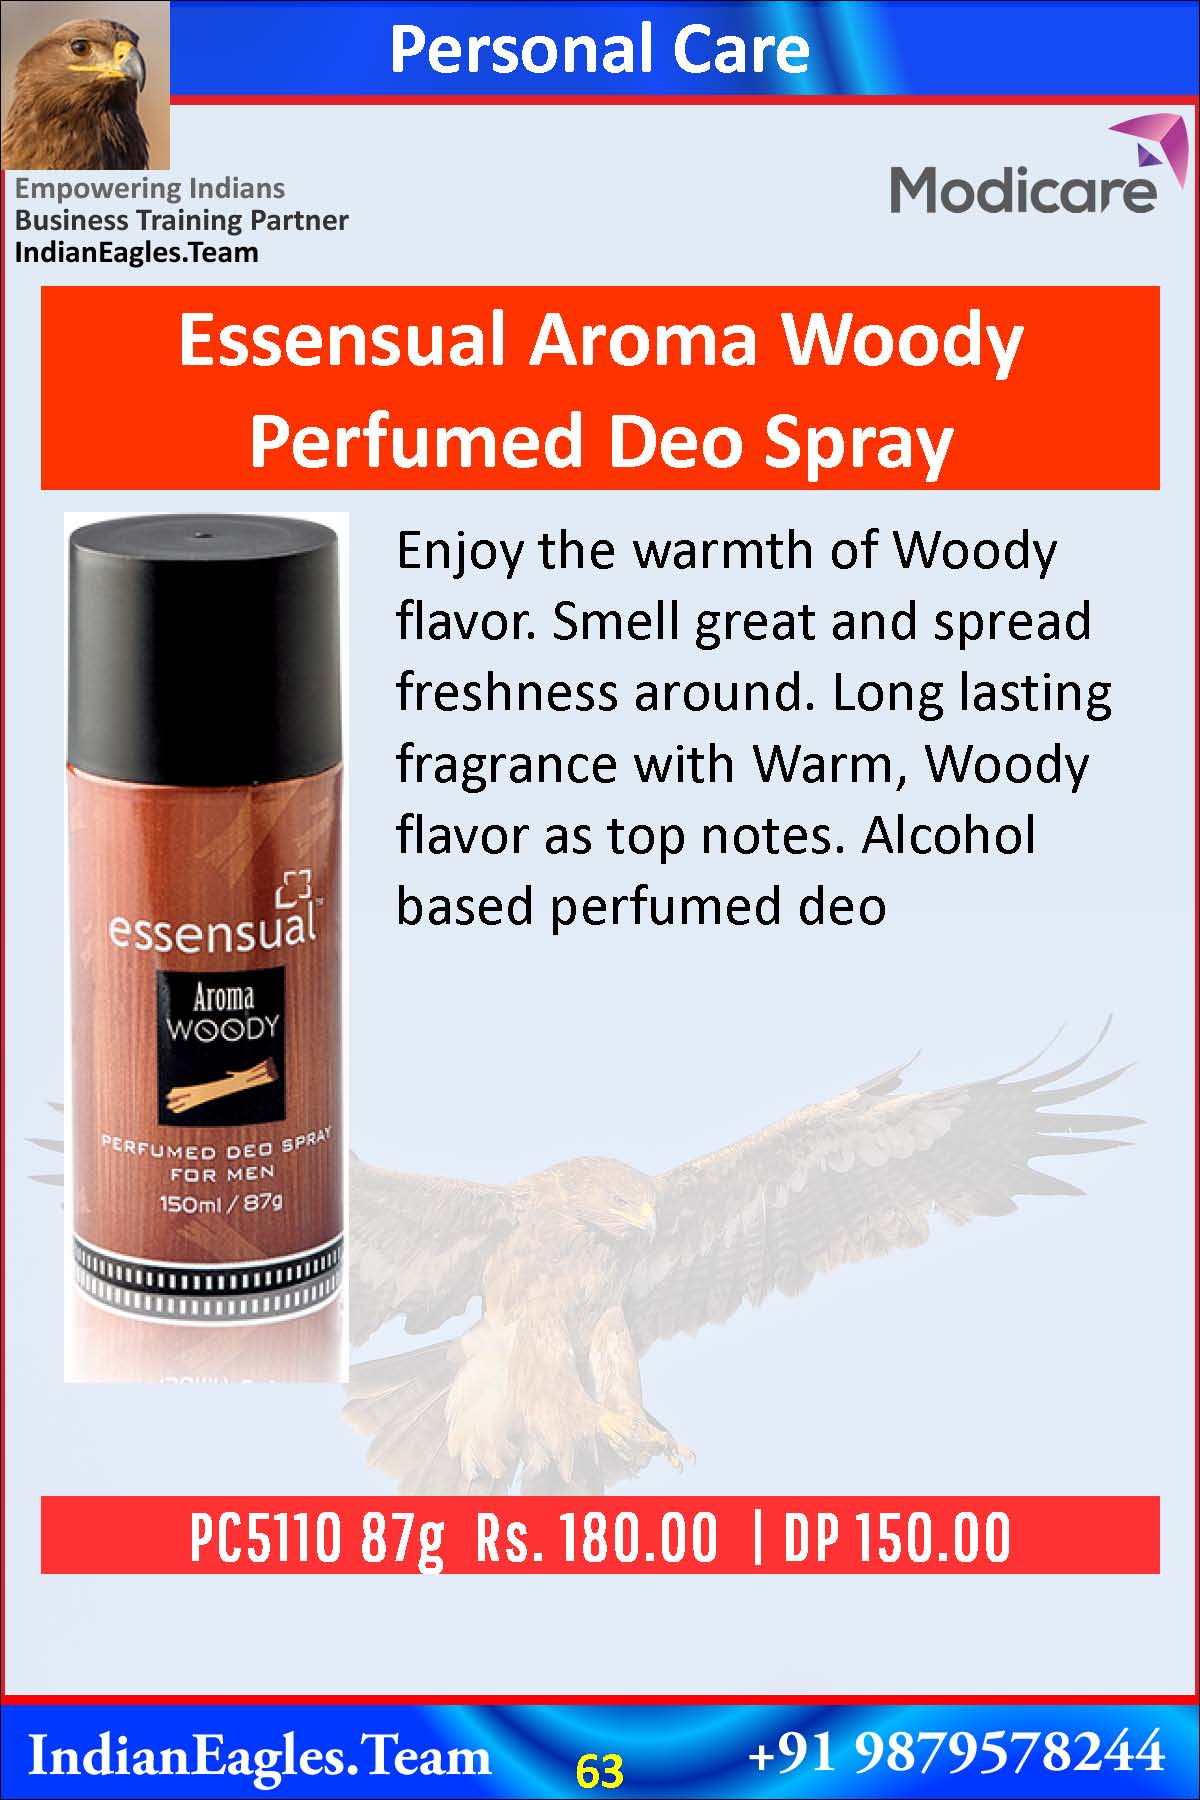 Personal Care
Empowering Indians
Business Training Partner
IndianEagles.Team
Modicare
Essensual Aroma Woody
Perfumed Deo Spray
Enjoy the warmth of Woody
flavor. Smell great and spread
freshness around. Long lasting
fragrance with Warm, Woody
flavor as top notes. Alcohol
based perfumed deo
essensual™
Aroma
WOODY
PERFUMED DEO SPRAY
FOR MEN
150ml / 87g
PC5110 87g Rs. 180.00 | DP 150.00
IndianEagles.Team
63
+91 9879578244